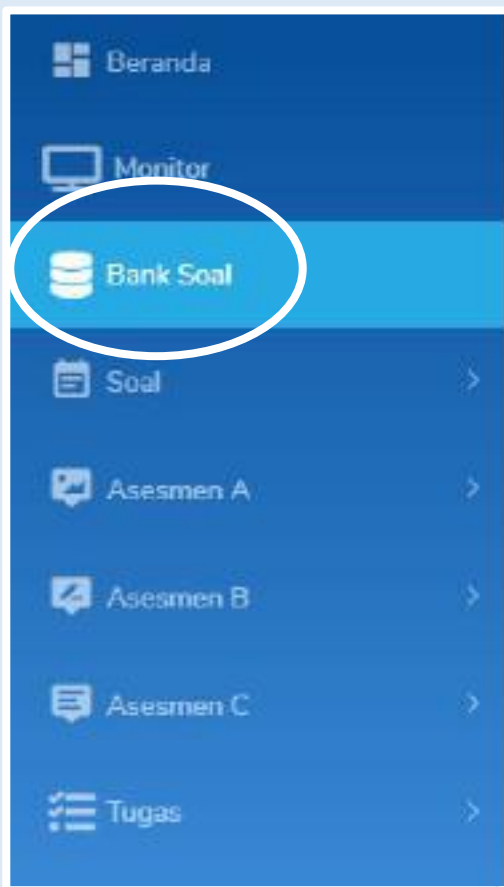 Beranda
Monitor
Bank Soal
Soal
Asesmen A
Asesmen B
Asesmen C
Tugas